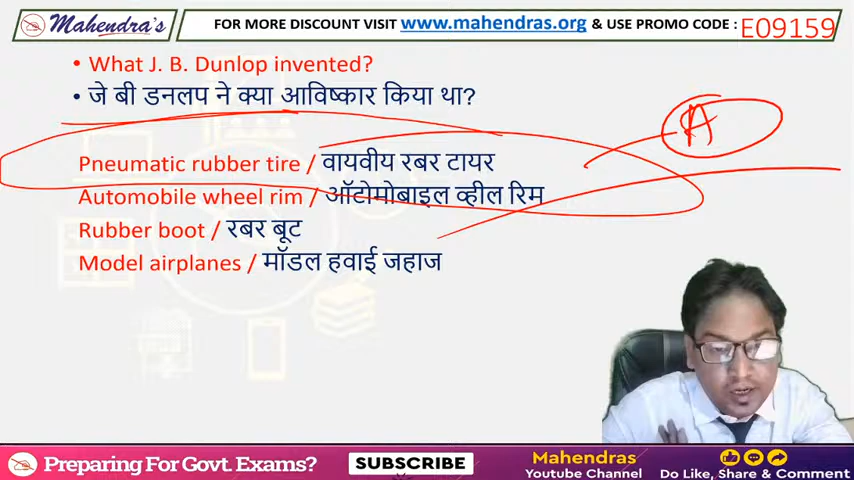 Mahendra's
FOR MORE DISCOUNT VISIT www.mahendras.org & USE PROMO CODE : E09159
• What J. B. Dunlop invented?
• जे बी डनलप ने क्या आविष्कार किया था?
A
Pneumatic rubber tire / वायवीय रबर टायर
Automobile wheel rim / ऑटोमोबाइल व्हील रिम
Rubber boot / रबर बूट
Model airplanes / मॉडल हवाई जहाज
Preparing For Govt. Exams?
SUBSCRIBE
Mahendras
Youtube Channel
Do Like, Share & Comment